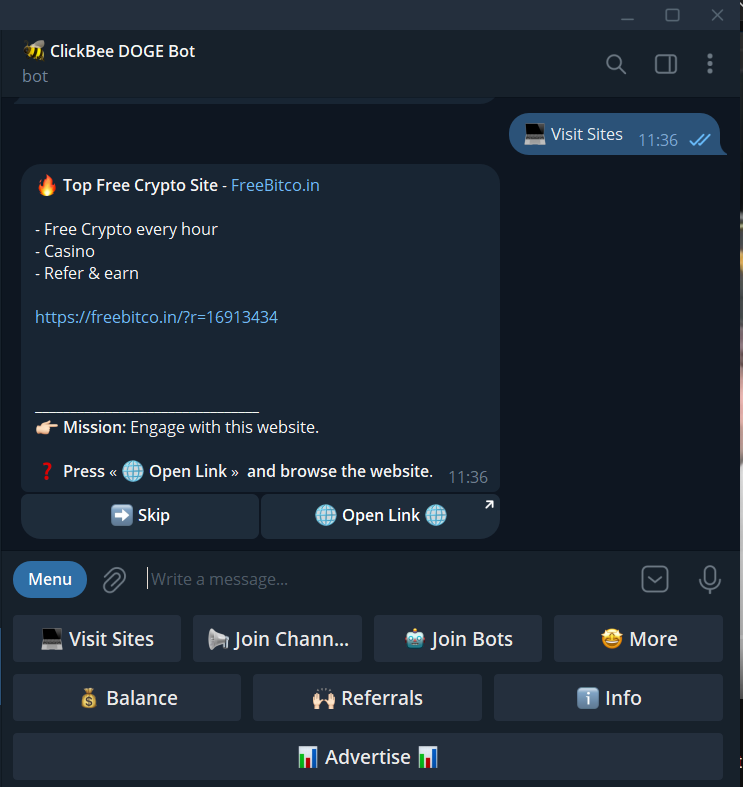 ClickBee DOGE Bot
bot
Visit Sites 11:36
Top Free Crypto Site - FreeBitco.in
- Free Crypto every hour
- Casino
- Refer & earn
https://freebitco.in/?r=16913434
Mission: Engage with this website.
Press « Open Link » and browse the website. 11:36
Skip
Open Link
Menu
Write a message...
Visit Sites
Join Chann...
Join Bots
More
Balance
Referrals
Info
Advertise